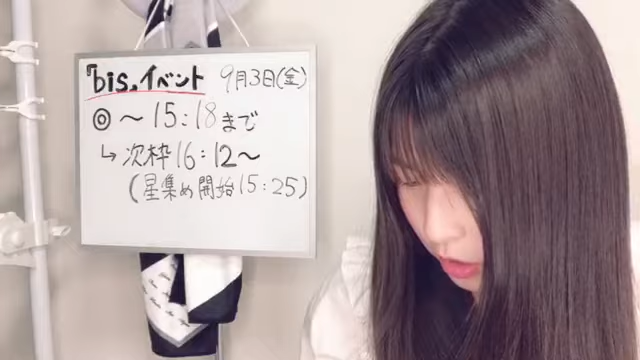 『bis』イベント 9月3日(金)
◎ ～15:18まで
↳ 次枠16:12～
(星集め開始15:25)